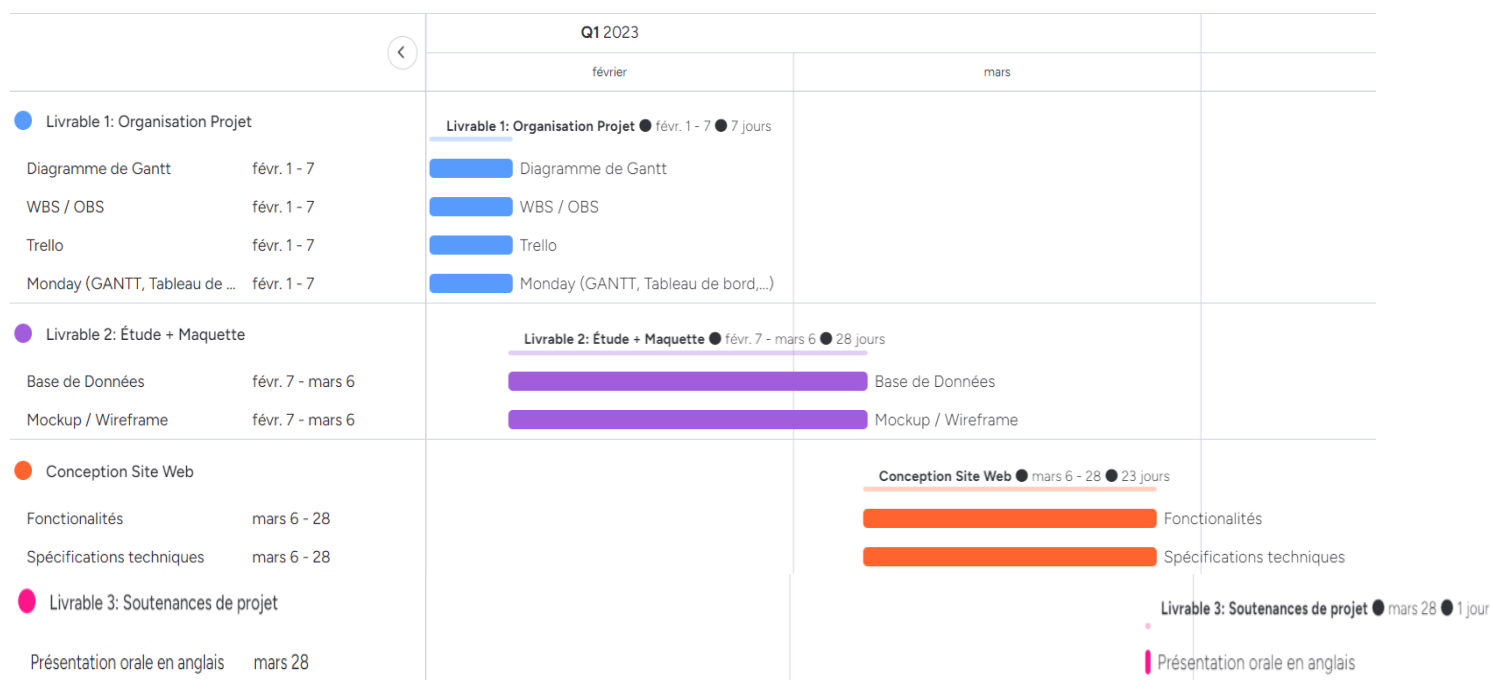 Q1 2023
février mars
Livrable 1: Organisation Projet Livrable 1: Organisation Projet ● févr. 1 - 7 ● 7 jours
Diagramme de Gantt févr. 1 - 7 Diagramme de Gantt
WBS / OBS févr. 1 - 7 WBS / OBS
Trello févr. 1 - 7 Trello
Monday (GANTT, Tableau de ... févr. 1 - 7 Monday (GANTT, Tableau de bord,...)
Livrable 2: Étude + Maquette Livrable 2: Étude + Maquette ● févr. 7 - mars 6 ● 28 jours
Base de Données févr. 7 - mars 6 Base de Données
Mockup / Wireframe févr. 7 - mars 6 Mockup / Wireframe
Conception Site Web Conception Site Web ● mars 6 - 28 ● 23 jours
Fonctionalités mars 6 - 28 Fonctionalités
Spécifications techniques mars 6 - 28 Spécifications techniques
Livrable 3: Soutenances de projet Livrable 3: Soutenances de projet ● mars 28 ● 1 jour
Présentation orale en anglais mars 28 Présentation orale en anglais